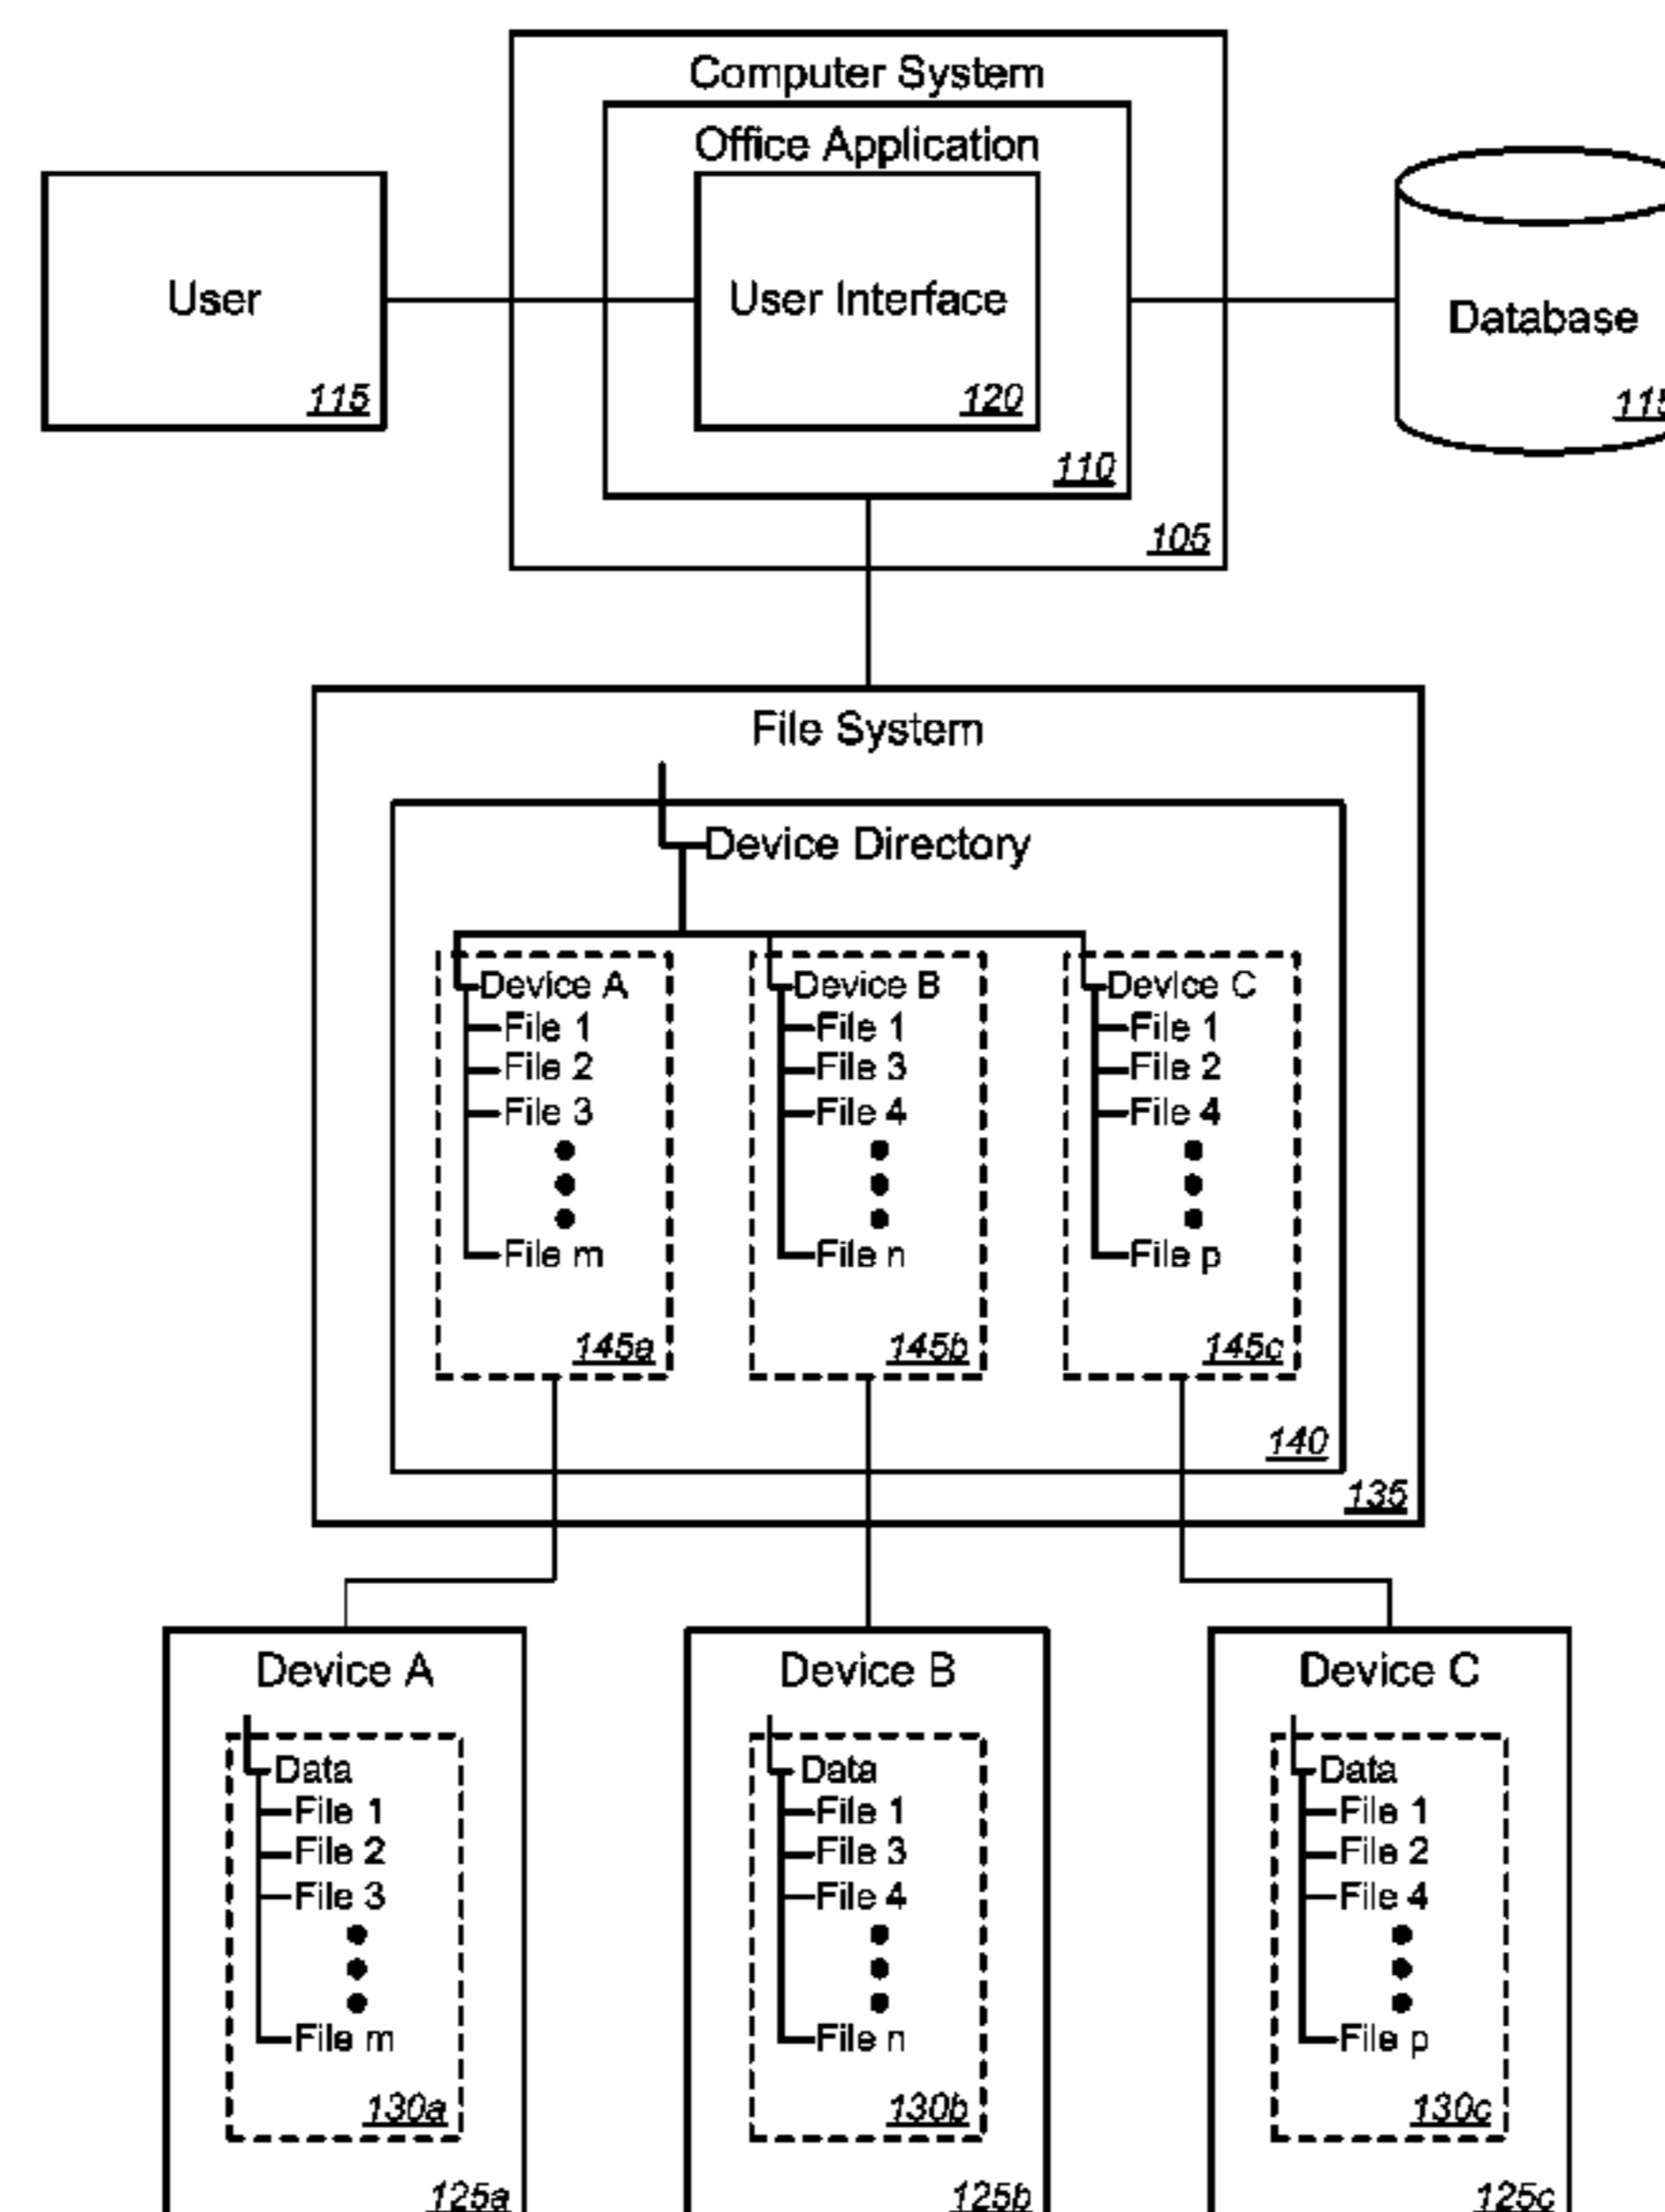 Computer System
Office Application
User
User Interface
Database
115
120
110
105
File System
Device Directory
Device A
File 1
File 2
File 3
File m
145a
Device B
File 1
File 3
File 4
File n
145b
Device C
File 1
File 2
File 4
File p
145c
140
135
Device A
Data
File 1
File 2
File 3
File m
130a
125a
Device B
Data
File 1
File 3
File 4
File n
130b
125b
Device C
Data
File 1
File 2
File 4
File p
130c
125c